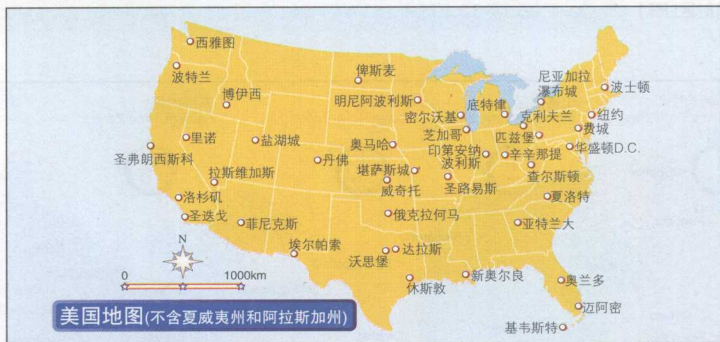 西雅图
波特兰
博伊西
俾斯麦
明尼阿波利斯
密尔沃基
底特律
尼亚加拉
瀑布城
波士顿
纽约
费城
克利夫兰
匹兹堡
芝加哥
华盛顿D.C.
里诺
盐湖城
奥马哈
印第安纳
波利斯
辛辛那提
查尔斯顿
圣弗朗西斯科
丹佛
堪萨斯城
圣路易斯
拉斯维加斯
威奇托
夏洛特
洛杉矶
圣迭戈
菲尼克斯
俄克拉何马
亚特兰大
埃尔帕索
沃思堡
达拉斯
休斯敦
新奥尔良
奥兰多
迈阿密
基韦斯特
N
0 1000km
美国地图(不含夏威夷州和阿拉斯加州)